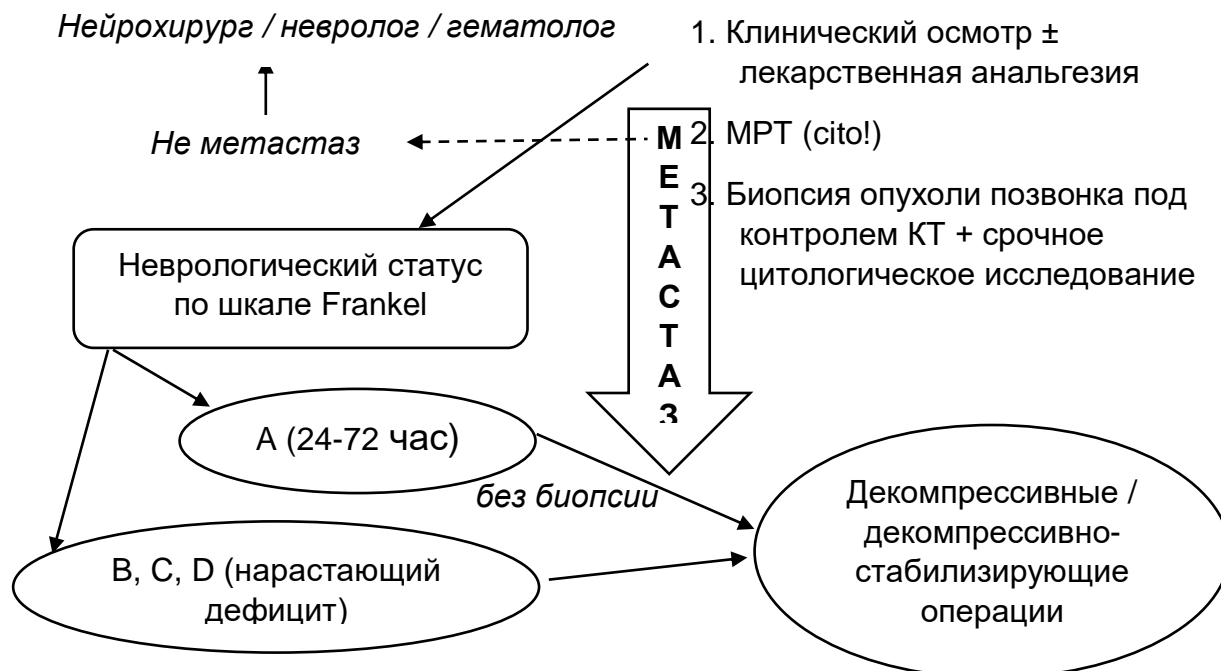 Нейрохирург / невролог / гематолог
1. Клинический осмотр ±
лекарственная анальгезия
Не метастаз
2. МРТ (cito!)
3. Биопсия опухоли позвонка под
контролем КТ + срочное
цитологическое исследование
М
Е
Т
А
С
Т
А
З
Неврологический статус
по шкале Frankel
А (24-72 час)
без биопсии
В, С, D (нарастающий
дефицит)
Декомпрессивные /
декомпрессивно-
стабилизирующие
операции